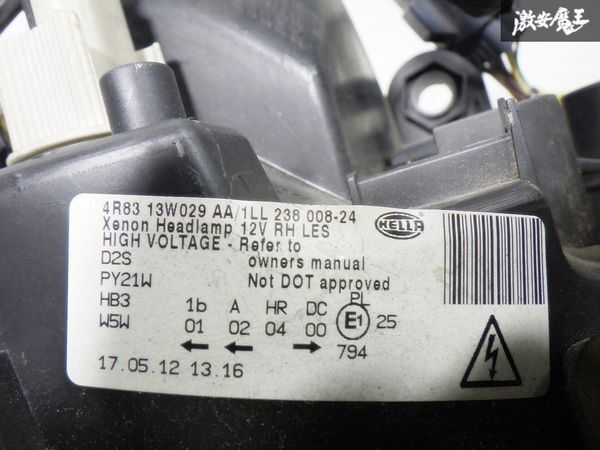 激安魔王
4R83 13W029 AA/1LL 238 008-24
Xenon Headlamp 12V RH LES
HELLA
HIGH VOLTAGE - Refer to
D2S owners manual
PY21W Not DOT approved
HB3 1b A HR DC PL
W5W 01 02 04 00 E1 25
794
17.05.12 13.16